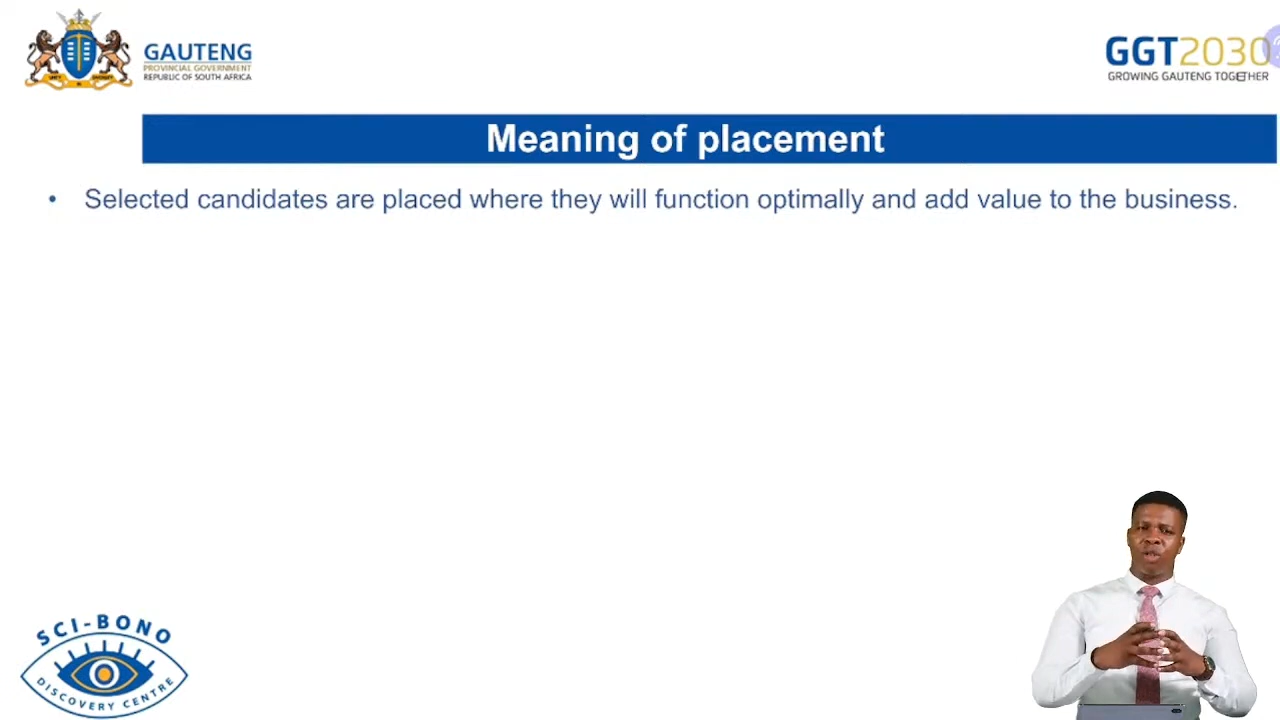 GAUTENG
PROVINCIAL GOVERNMENT
REPUBLIC OF SOUTH AFRICA
GGT2030
GROWING GAUTENG TOGETHER
Meaning of placement
• Selected candidates are placed where they will function optimally and add value to the business.
SCI-BONO
DISCOVERY CENTRE